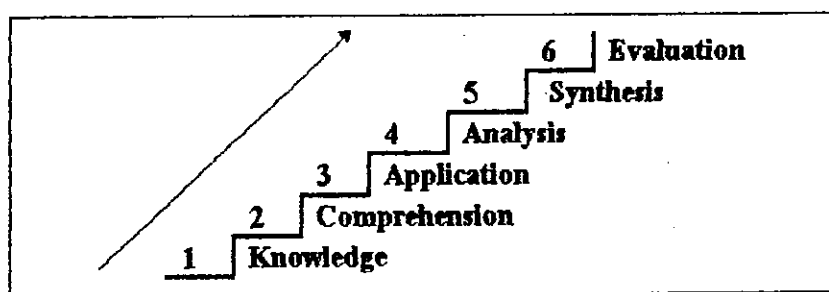 6 Evaluation
5 Synthesis
4 Analysis
3 Application
2 Comprehension
1 Knowledge